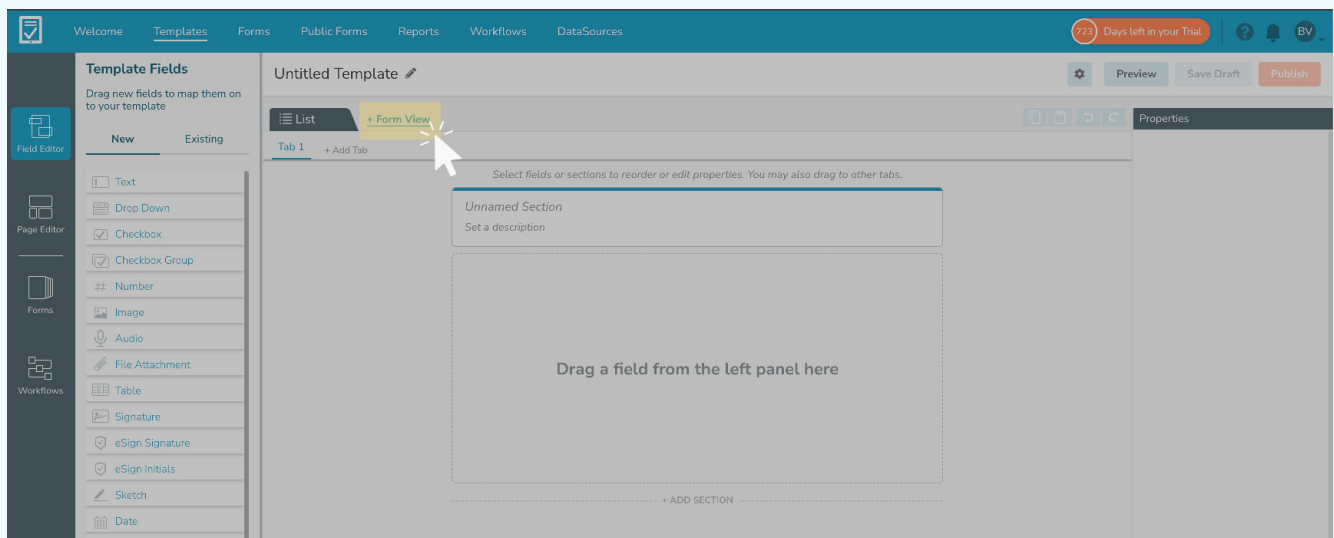 Welcome Templates Forms Public Forms Reports Workflows DataSources 723 Days left in your Trial ? BV
Template Fields
Drag new fields to map them on
to your template
New Existing
Untitled Template
Preview Save Draft Publish
List + Form View
Properties
Tab 1 + Add Tab
Field Editor
Page Editor
Forms
Workflows
Text
Drop Down
Checkbox
Checkbox Group
Number
Image
Audio
File Attachment
Table
Signature
eSign Signature
eSign Initials
Sketch
Date
Select fields or sections to reorder or edit properties. You may also drag to other tabs.
Unnamed Section
Set a description
Drag a field from the left panel here
+ ADD SECTION